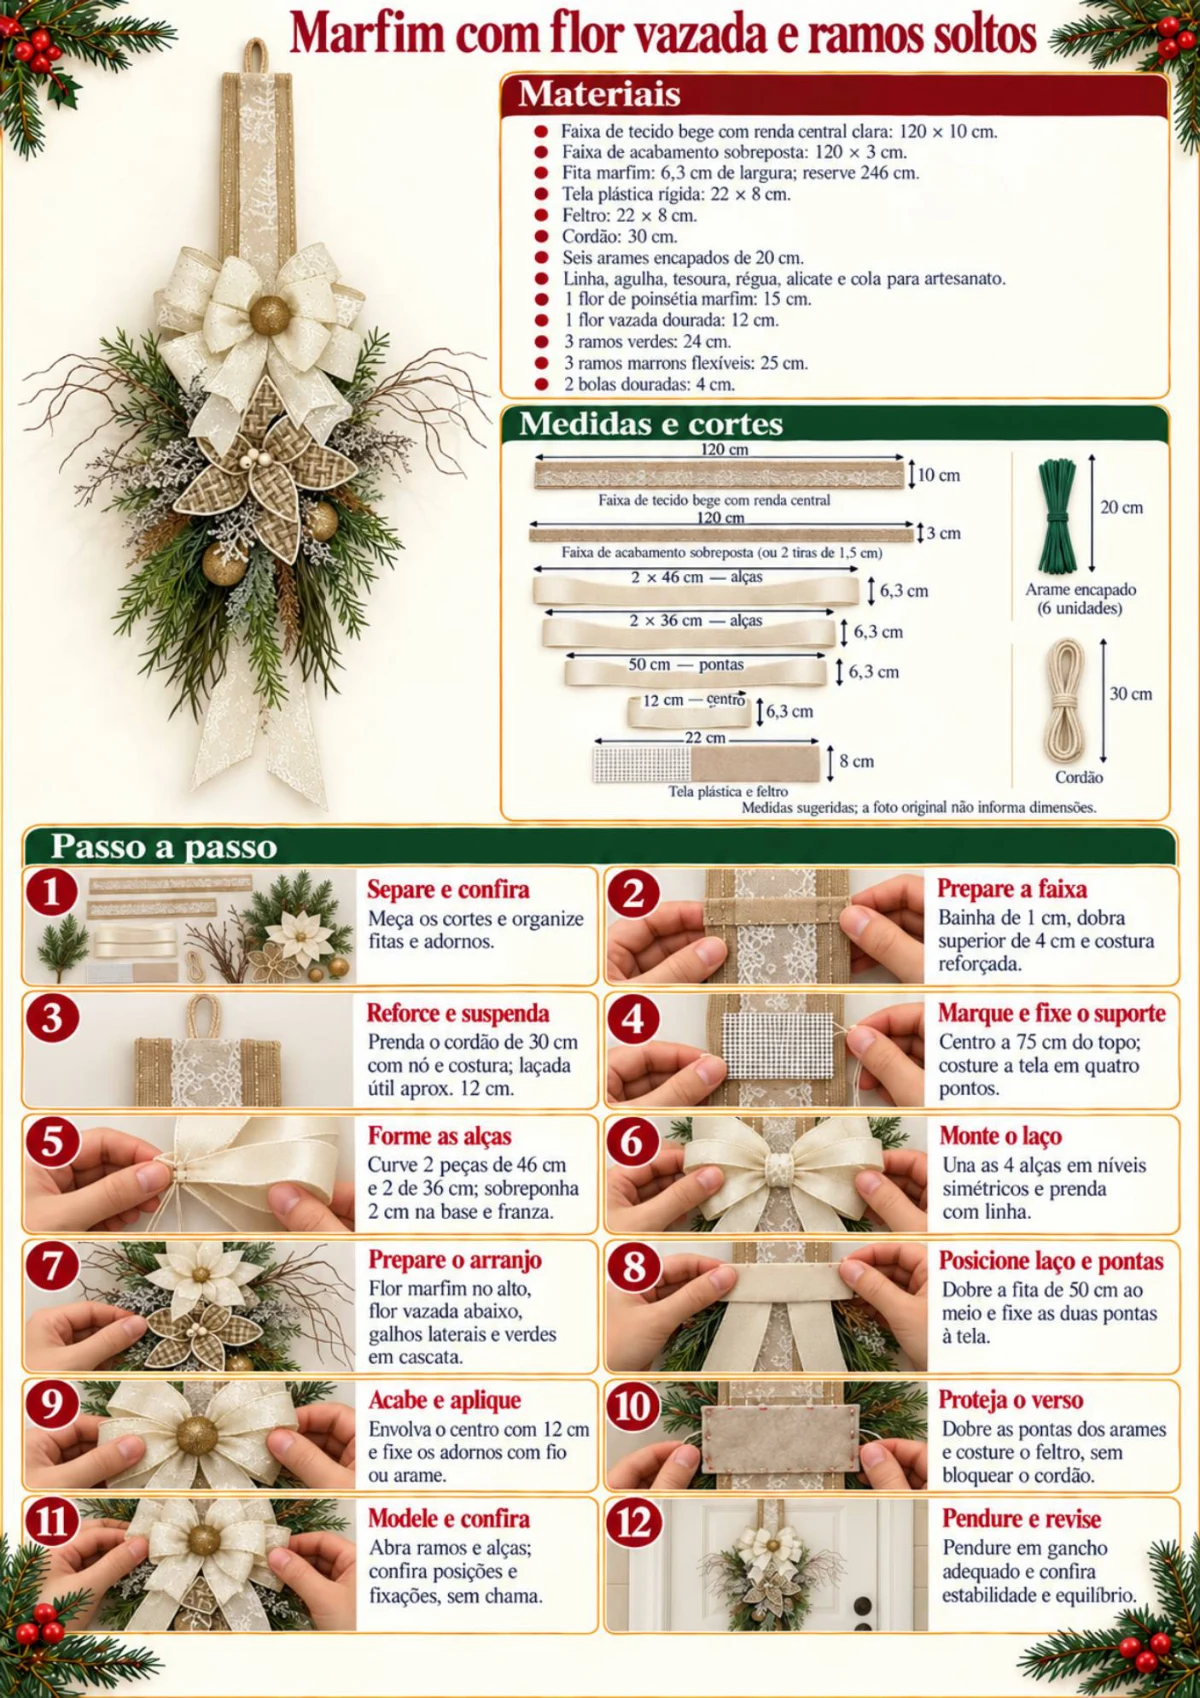 Marfim com flor vazada e ramos soltos
Materiais
Faixa de tecido bege com renda central clara: 120 × 10 cm.
Faixa de acabamento sobreposta: 120 × 3 cm.
Fita marfim: 6,3 cm de largura; reserve 246 cm.
Tela plástica rígida: 22 × 8 cm.
Feltro: 22 × 8 cm.
Cordão: 30 cm.
Seis arames encapados de 20 cm.
Linha, agulha, tesoura, régua, alicate e cola para artesanato.
1 flor de poinsétia marfim: 15 cm.
1 flor vazada dourada: 12 cm.
3 ramos verdes: 24 cm.
3 ramos marrons flexíveis: 25 cm.
2 bolas douradas: 4 cm.
Medidas e cortes
120 cm
10 cm
Faixa de tecido bege com renda central
120 cm
3 cm
Faixa de acabamento sobreposta (ou 2 tiras de 1,5 cm)
2 × 46 cm — alças
6,3 cm
2 × 36 cm — alças
6,3 cm
50 cm — pontas
6,3 cm
12 cm — centro
6,3 cm
22 cm
8 cm
Tela plástica e feltro
20 cm
Arame encapado
(6 unidades)
30 cm
Cordão
Medidas sugeridas; a foto original não informa dimensões.
Passo a passo
1
Separe e confira
Meça os cortes e organize
fitas e adornos.
2
Prepare a faixa
Bainha de 1 cm, dobra
superior de 4 cm e costura
reforçada.
3
Reforce e suspenda
Prenda o cordão de 30 cm
com nó e costura; laçada
útil aprox. 12 cm.
4
Marque e fixe o suporte
Centro a 75 cm do topo;
costure a tela em quatro
pontos.
5
Forme as alças
Curve 2 peças de 46 cm
e 2 de 36 cm; sobreponha
2 cm na base e franza.
6
Monte o laço
Una as 4 alças em níveis
simétricos e prenda
com linha.
7
Prepare o arranjo
Flor marfim no alto,
flor vazada abaixo,
galhos laterais e verdes
em cascata.
8
Posicione laço e pontas
Dobre a fita de 50 cm ao
meio e fixe as duas pontas
à tela.
9
Acabe e aplique
Envolva o centro com 12 cm
e fixe os adornos com fio
ou arame.
10
Proteja o verso
Dobre as pontas dos arames
e costure o feltro, sem
bloquear o cordão.
11
Modele e confira
Abra ramos e alças;
confira posições e
fixações, sem chama.
12
Pendure e revise
Pendure em gancho
adequado e confira
estabilidade e equilíbrio.